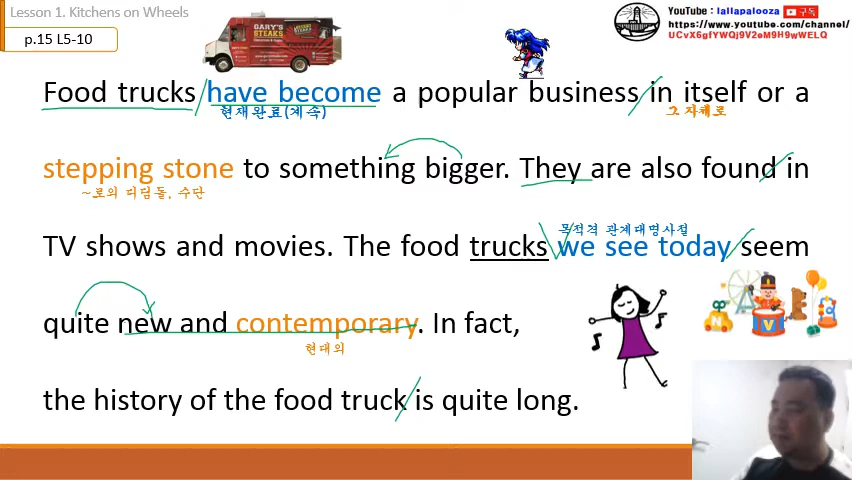 Lesson 1. Kitchens on Wheels
p.15 L5-10
GARY'S
STEAKS
YouTube : lallapalooza 구독
https://www.youtube.com/channel/
UCvX6gfYWQj9V2eM9H9wWELQ
Food trucks have become a popular business in itself or a
현재완료(계속)
그 자체로
stepping stone to something bigger. They are also found in
~로의 디딤돌, 수단
목적격 관계대명사절
TV shows and movies. The food trucks we see today seem
quite new and contemporary. In fact,
현대의
the history of the food truck is quite long.
N
V